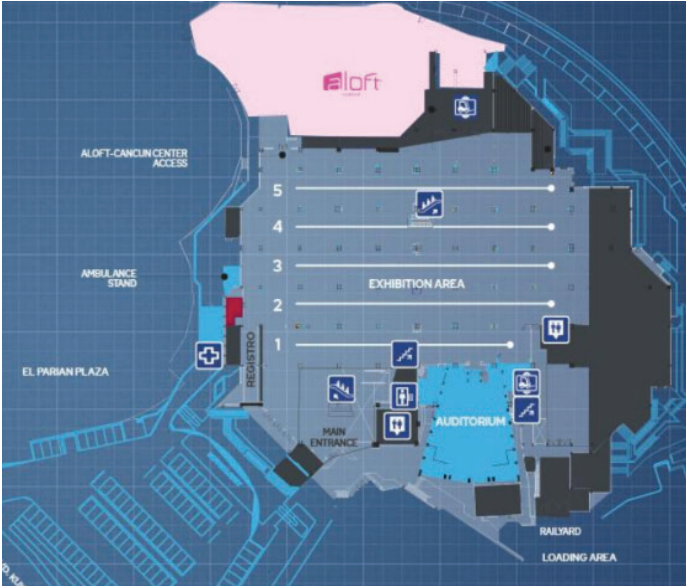 aloft
ALOFT-CANCUN CENTER
ACCESS
5
4
AMBULANCE
STAND
3
EXHIBITION AREA
2
1
REGISTRO
EL PARIAN PLAZA
MAIN
ENTRANCE
AUDITORIUM
RAILYARD
LOADING AREA